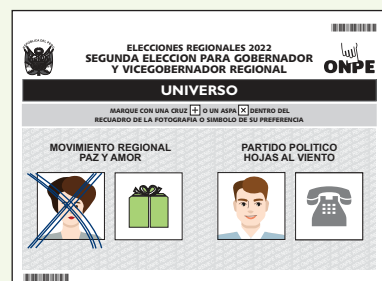 ELECCIONES REGIONALES 2022
SEGUNDA ELECCION PARA GOBERNADOR
Y VICEGOBERNADOR REGIONAL
ONPE
UNIVERSO
MARQUE CON UNA CRUZ + O UN ASPA X DENTRO DEL
RECUADRO DE LA FOTOGRAFIA O SIMBOLO DE SU PREFERENCIA
MOVIMIENTO REGIONAL
PAZ Y AMOR
PARTIDO POLITICO
HOJAS AL VIENTO